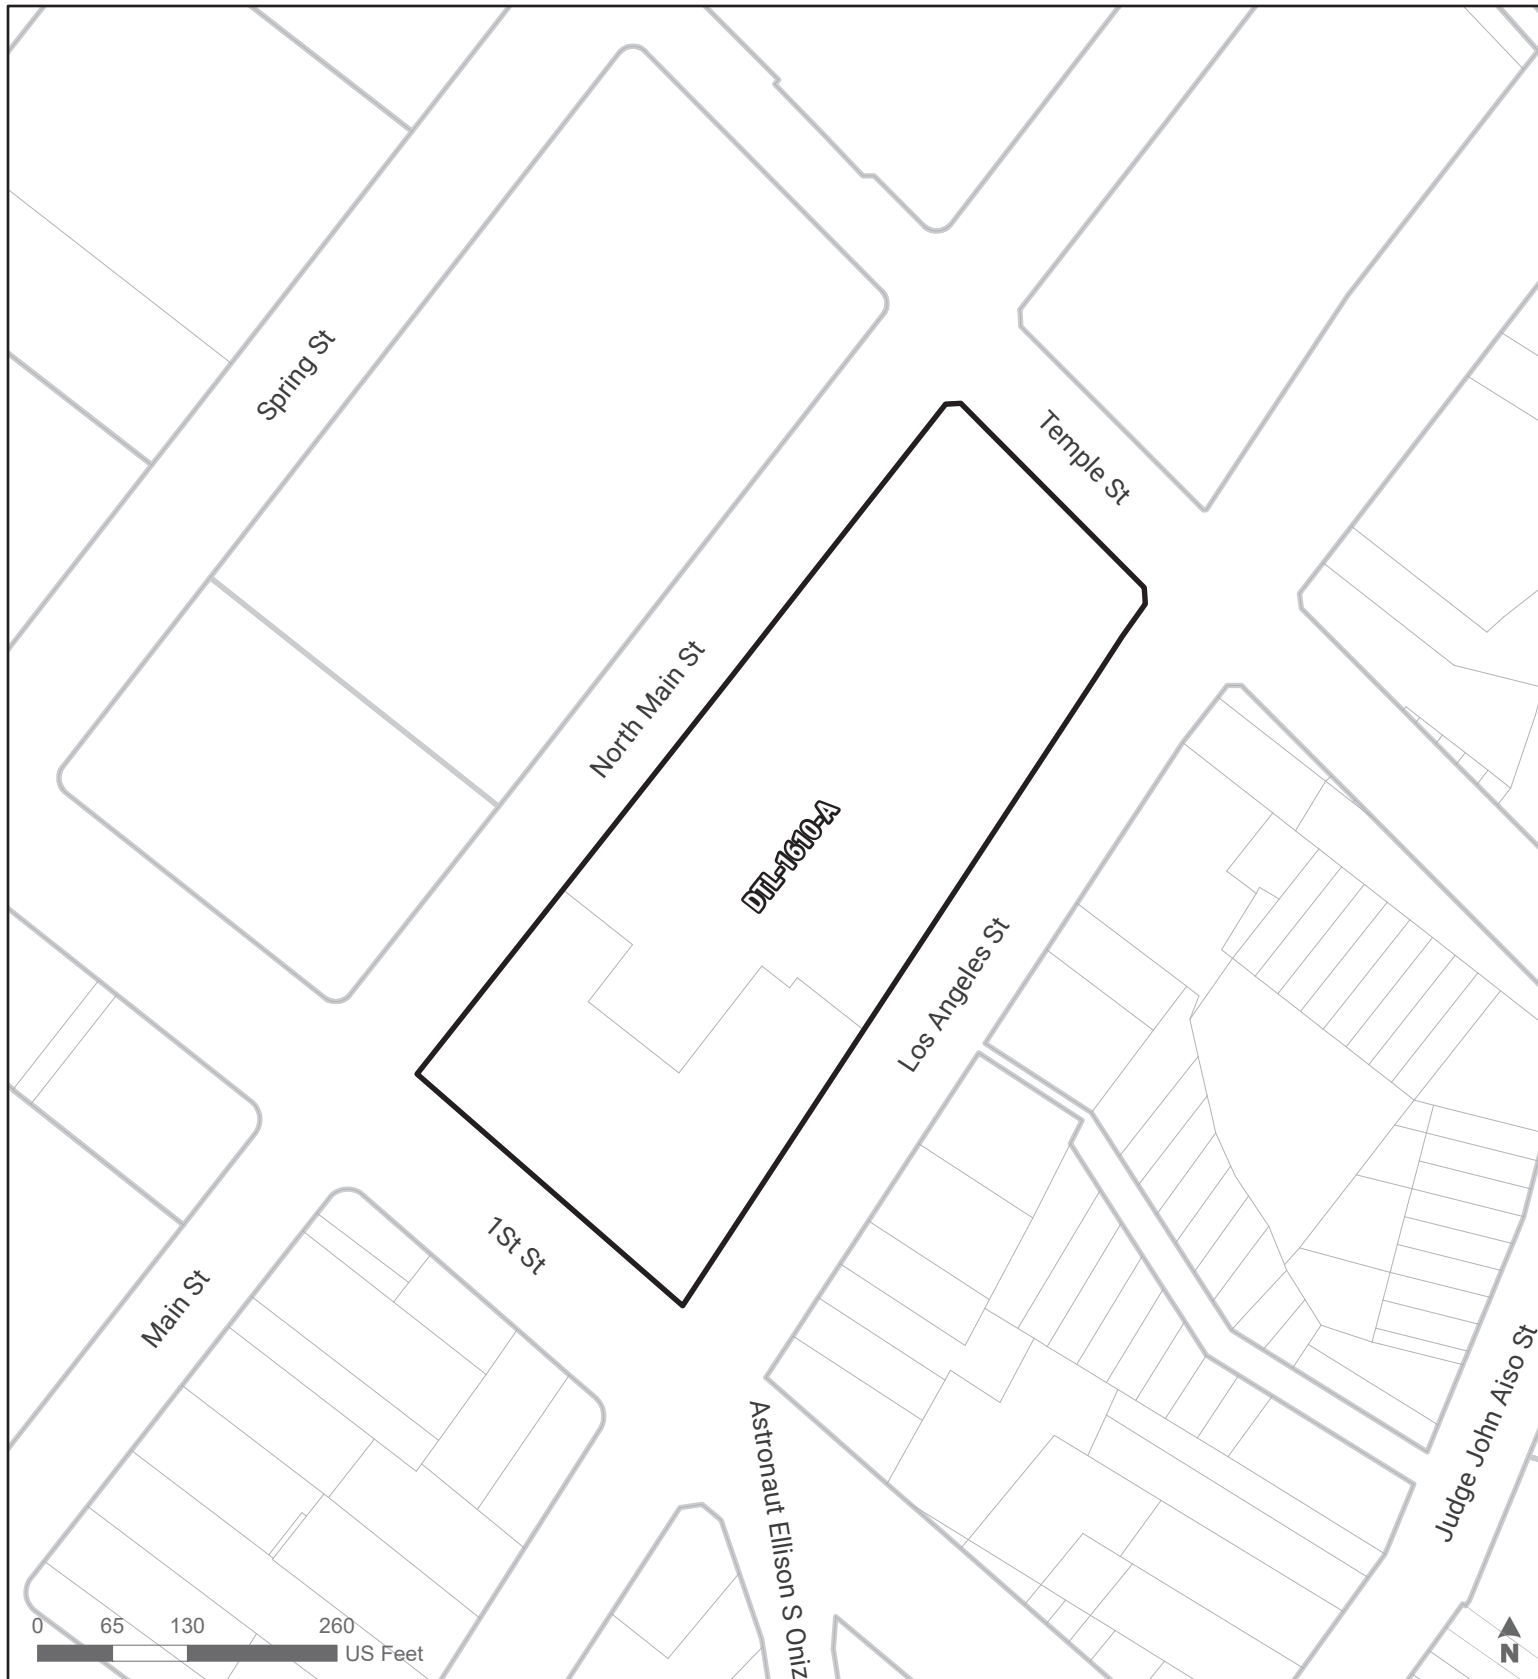 Spring St
Temple St
North Main St
DTL-1610-A
Los Angeles St
1St St
Main St
Judge John Aiso St
Astronaut Ellison S Oniz
0 65 130 260
US Feet
N